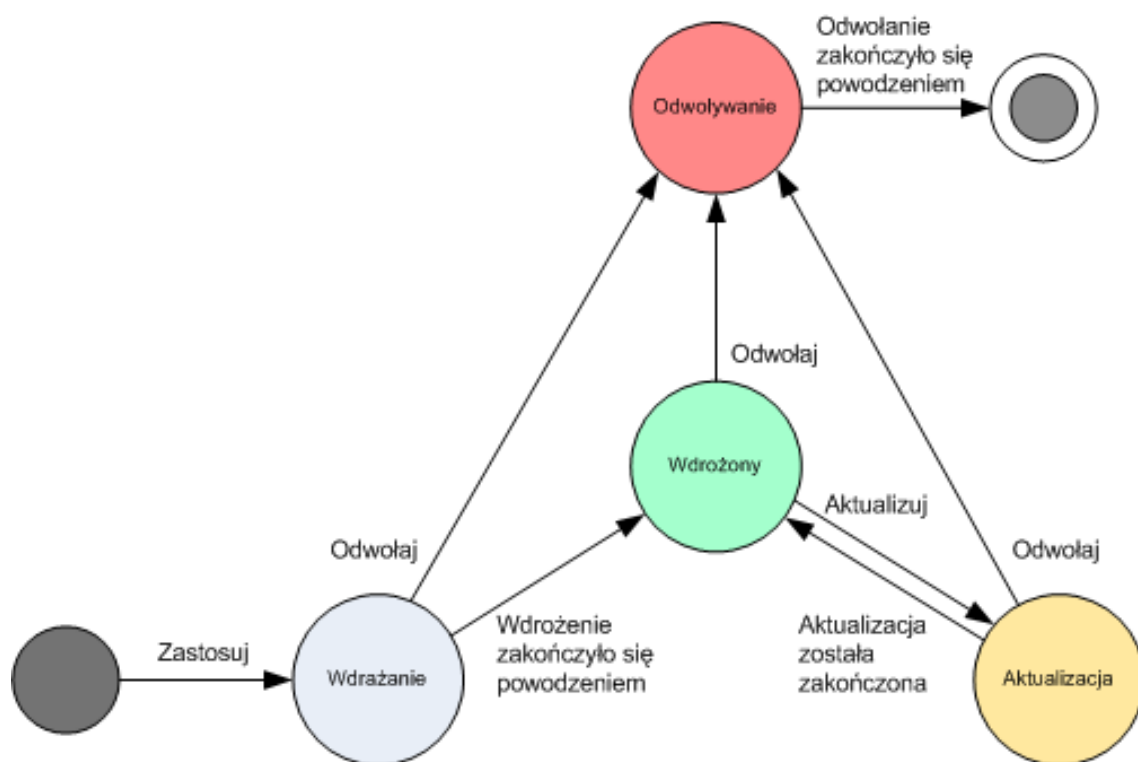 Odwołanie
zakończyło się
powodzeniem
Odwoływanie
Odwołaj
Wdrożony
Aktualizuj
Odwołaj
Odwołaj
Zastosuj
Wdrażanie
Wdrożenie
zakończyło się
powodzeniem
Aktualizacja
została
zakończona
Aktualizacja